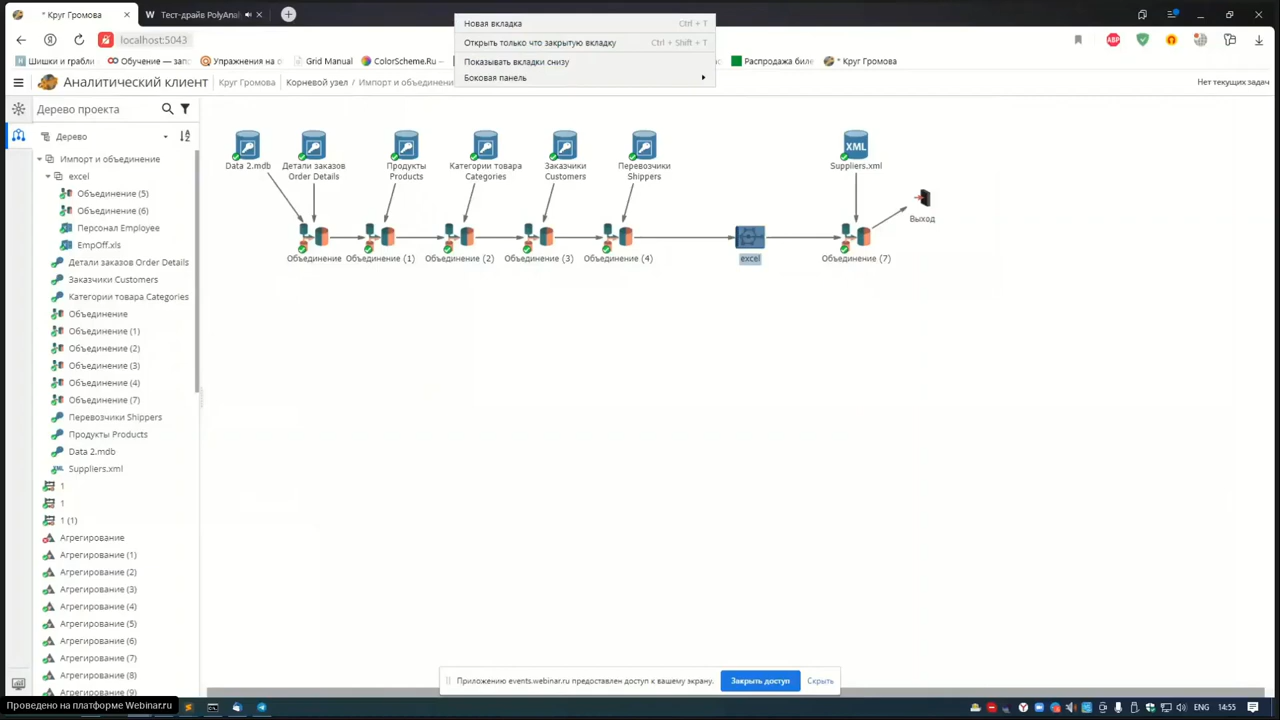 * Круг Громова
Тест-драйв PolyAnal
localhost:5043
Новая вкладка Ctrl + T
Открыть только что закрытую вкладку Ctrl + Shift + T
Показывать вкладки снизу
Боковая панель
Шишки и грабли
Обучение — зап
Упражнения на
Grid Manual
ColorScheme.Ru
Распродажа биле
* Круг Громова
Аналитический клиент
Круг Громова / Корневой узел / Импорт и объединени
Нет текущих задач
Дерево проекта
Дерево
Импорт и объединение
excel
Объединение (5)
Объединение (6)
Персонал Employee
EmpOff.xls
Детали заказов Order Details
Заказчики Customers
Категории товара Categories
Объединение
Объединение (1)
Объединение (2)
Объединение (3)
Объединение (4)
Объединение (7)
Перевозчики Shippers
Продукты Products
Data 2.mdb
Suppliers.xml
1
1
1 (1)
Агрегирование
Агрегирование (1)
Агрегирование (2)
Агрегирование (3)
Агрегирование (4)
Агрегирование (5)
Агрегирование (6)
Агрегирование (7)
Агрегирование (8)
Агрегирование (9)
Data 2.mdb
Детали заказов
Order Details
Продукты
Products
Категории товара
Categories
Заказчики
Customers
Перевозчики
Shippers
XML
Suppliers.xml
Выход
Объединение
Объединение (1)
Объединение (2)
Объединение (3)
Объединение (4)
excel
Объединение (7)
Приложению events.webinar.ru предоставлен доступ к вашему экрану.
Закрыть доступ
Скрыть
Проведено на платформе Webinar.ru
ENG
14:55